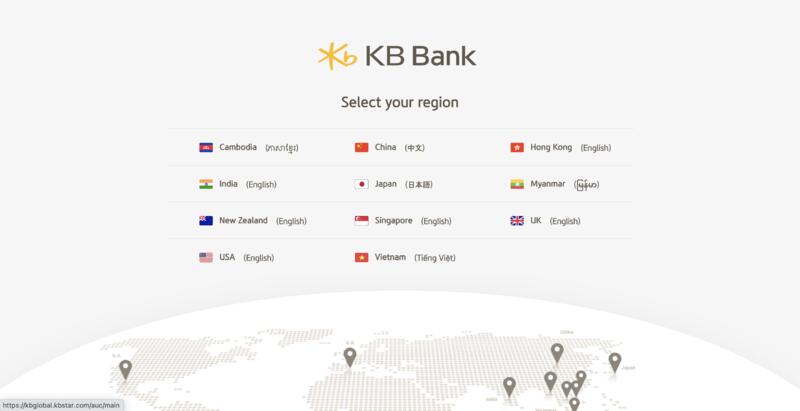 KB Bank
Select your region
Cambodia (ភាសាខ្មែរ) China (中文) Hong Kong (English)
India (English) Japan (日本語) Myanmar (မြန်မာ)
New Zealand (English) Singapore (English) UK (English)
USA (English) Vietnam (Tiếng Việt)
China
U.S.
U.K.
Japan
India
https://kbglobal.kbstar.com/auc/main